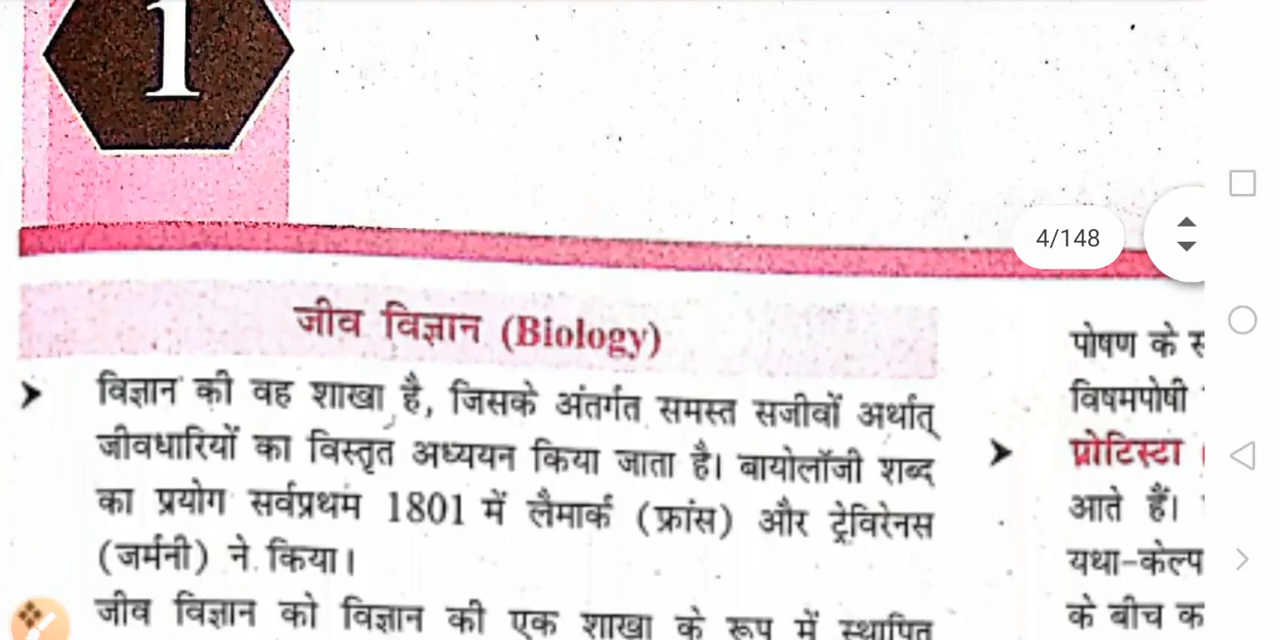 1
4/148
जीव विज्ञान (Biology)
विज्ञान की वह शाखा है, जिसके अंतर्गत समस्त सजीवों अर्थात्
जीवधारियों का विस्तृत अध्ययन किया जाता है। बायोलॉजी शब्द
का प्रयोग सर्वप्रथम 1801 में लैमार्क (फ्रांस) और ट्रेविरेनस
(जर्मनी) ने किया।
जीव विज्ञान को विज्ञान की एक शाखा के रूप में स्थापित
पोषण के
विषमपोषी
प्रोटिस्टा
आते हैं।
यथा-केल्प
के बीच